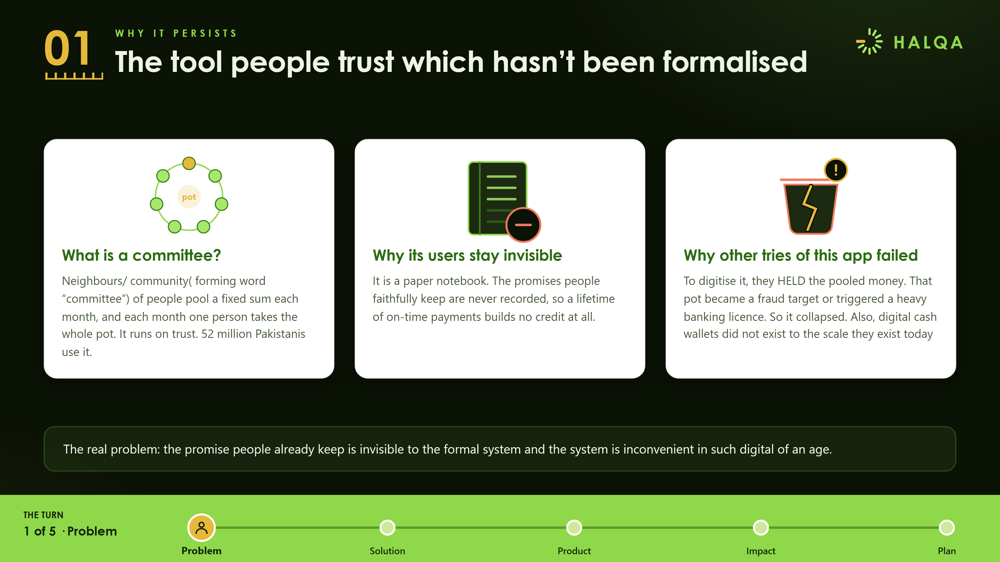 01
WHY IT PERSISTS
The tool people trust which hasn’t been formalised
HALQA
pot
What is a committee?
Neighbours/ community( forming word
“committee”) of people pool a fixed sum each
month, and each month one person takes the
whole pot. It runs on trust. 52 million Pakistanis
use it.
Why its users stay invisible
It is a paper notebook. The promises people
faithfully keep are never recorded, so a lifetime
of on-time payments builds no credit at all.
!
Why other tries of this app failed
To digitise it, they HELD the pooled money. That
pot became a fraud target or triggered a heavy
banking licence. So it collapsed. Also, digital cash
wallets did not exist to the scale they exist today
The real problem: the promise people already keep is invisible to the formal system and the system is inconvenient in such digital of an age.
THE TURN
1 of 5 · Problem
Problem
Solution
Product
Impact
Plan